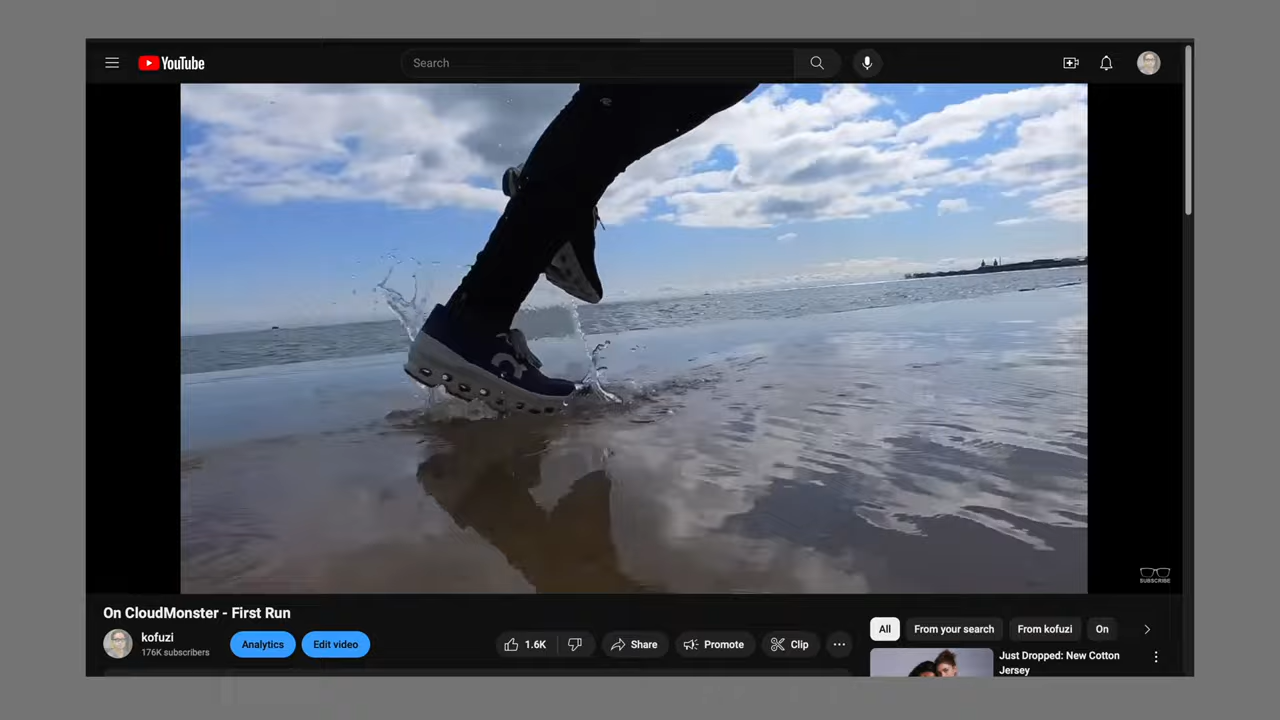 YouTube
Search
SUBSCRIBE
On CloudMonster - First Run
kofuzi
176K subscribers
Analytics
Edit video
1.6K
Share
Promote
Clip
All
From your search
From kofuzi
On
Just Dropped: New Cotton
Jersey